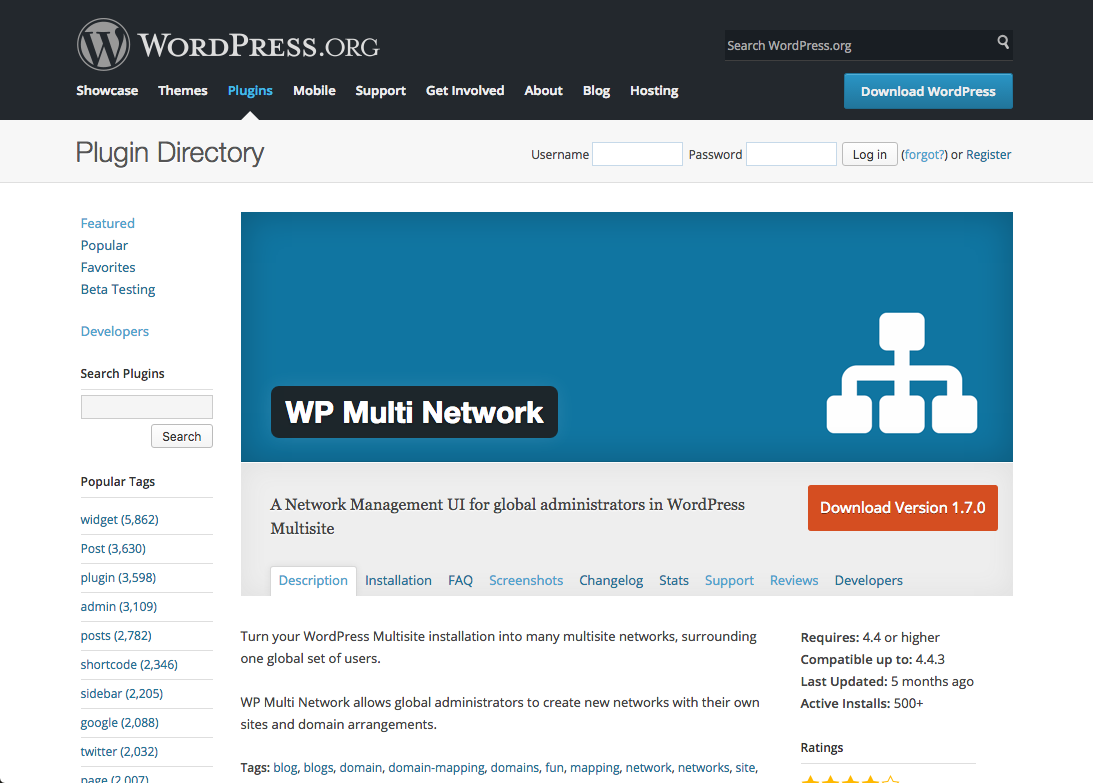 WORDPRESS.ORG
Search WordPress.org
Showcase Themes Plugins Mobile Support Get Involved About Blog Hosting
Download WordPress
Plugin Directory
Username Password Log in (forgot?) or Register
Featured
Popular
Favorites
Beta Testing
Developers
Search Plugins
Search
Popular Tags
widget (5,862)
Post (3,630)
plugin (3,598)
admin (3,109)
posts (2,782)
shortcode (2,346)
sidebar (2,205)
google (2,088)
twitter (2,032)
page (2,007)
WP Multi Network
A Network Management UI for global administrators in WordPress
Multisite
Download Version 1.7.0
Description Installation FAQ Screenshots Changelog Stats Support Reviews Developers
Turn your WordPress Multisite installation into many multisite networks, surrounding
one global set of users.
WP Multi Network allows global administrators to create new networks with their own
sites and domain arrangements.
Tags: blog, blogs, domain, domain-mapping, domains, fun, mapping, network, networks, site,
Requires: 4.4 or higher
Compatible up to: 4.4.3
Last Updated: 5 months ago
Active Installs: 500+
Ratings